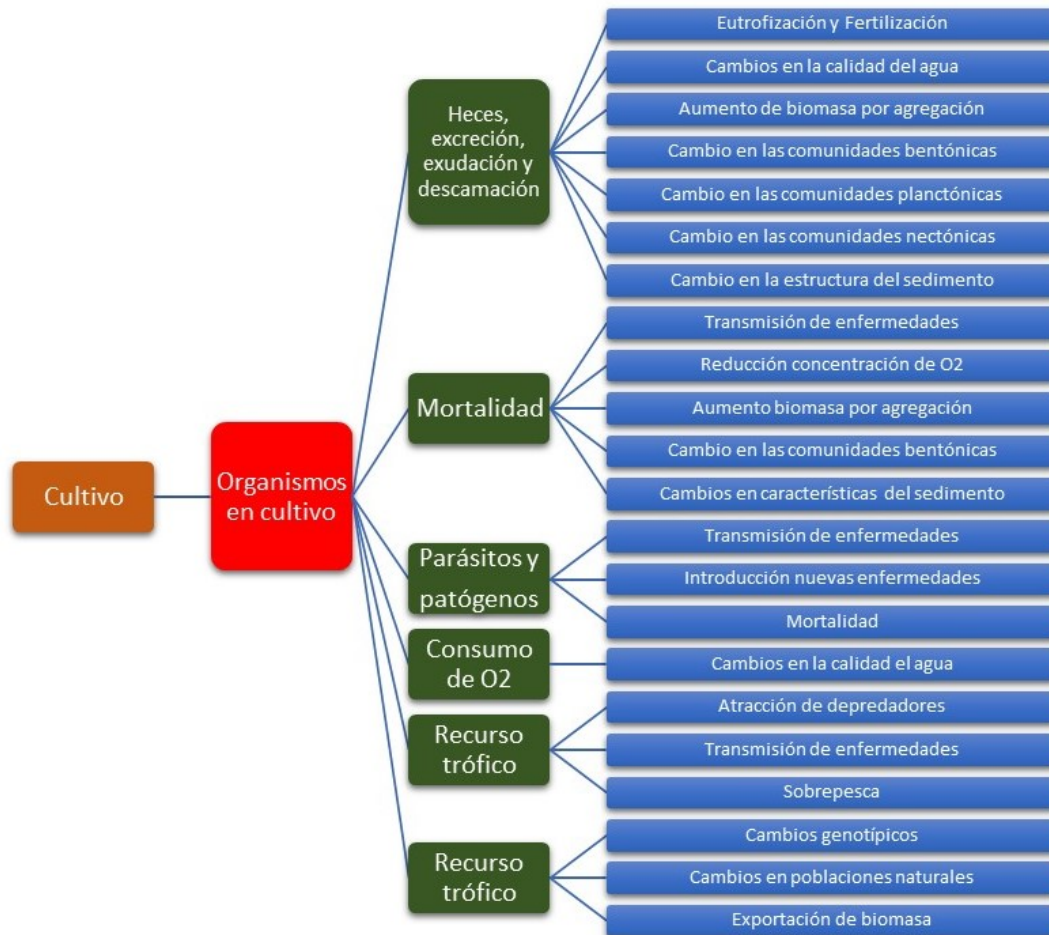 Cultivo
Organismos
en cultivo
Heces,
excreción,
exudación y
descamación
Eutrofización y Fertilización
Cambios en la calidad del agua
Aumento de biomasa por agregación
Cambio en las comunidades bentónicas
Cambio en las comunidades planctónicas
Cambio en las comunidades nectónicas
Cambio en la estructura del sedimento
Mortalidad
Transmisión de enfermedades
Reducción concentración de O2
Aumento biomasa por agregación
Cambio en las comunidades bentónicas
Cambios en características del sedimento
Parásitos y
patógenos
Transmisión de enfermedades
Introducción nuevas enfermedades
Mortalidad
Consumo
de O2
Cambios en la calidad el agua
Recurso
trófico
Atracción de depredadores
Transmisión de enfermedades
Sobrepesca
Recurso
trófico
Cambios genotípicos
Cambios en poblaciones naturales
Exportación de biomasa